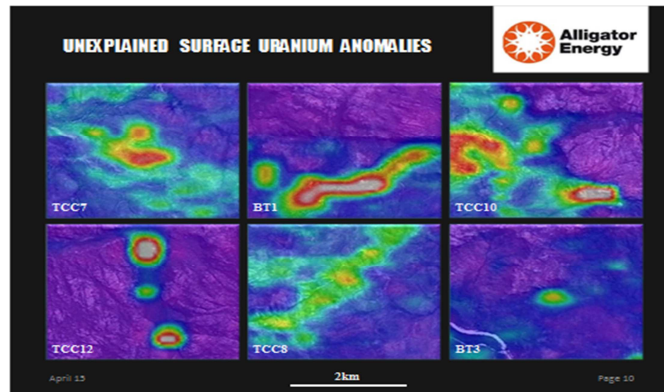 UNEXPLAINED SURFACE URANIUM ANOMALIES
Alligator
Energy
TCC7
BT1
TCC10
TCC12
TCC8
BT3
April 15
2km
Page 10